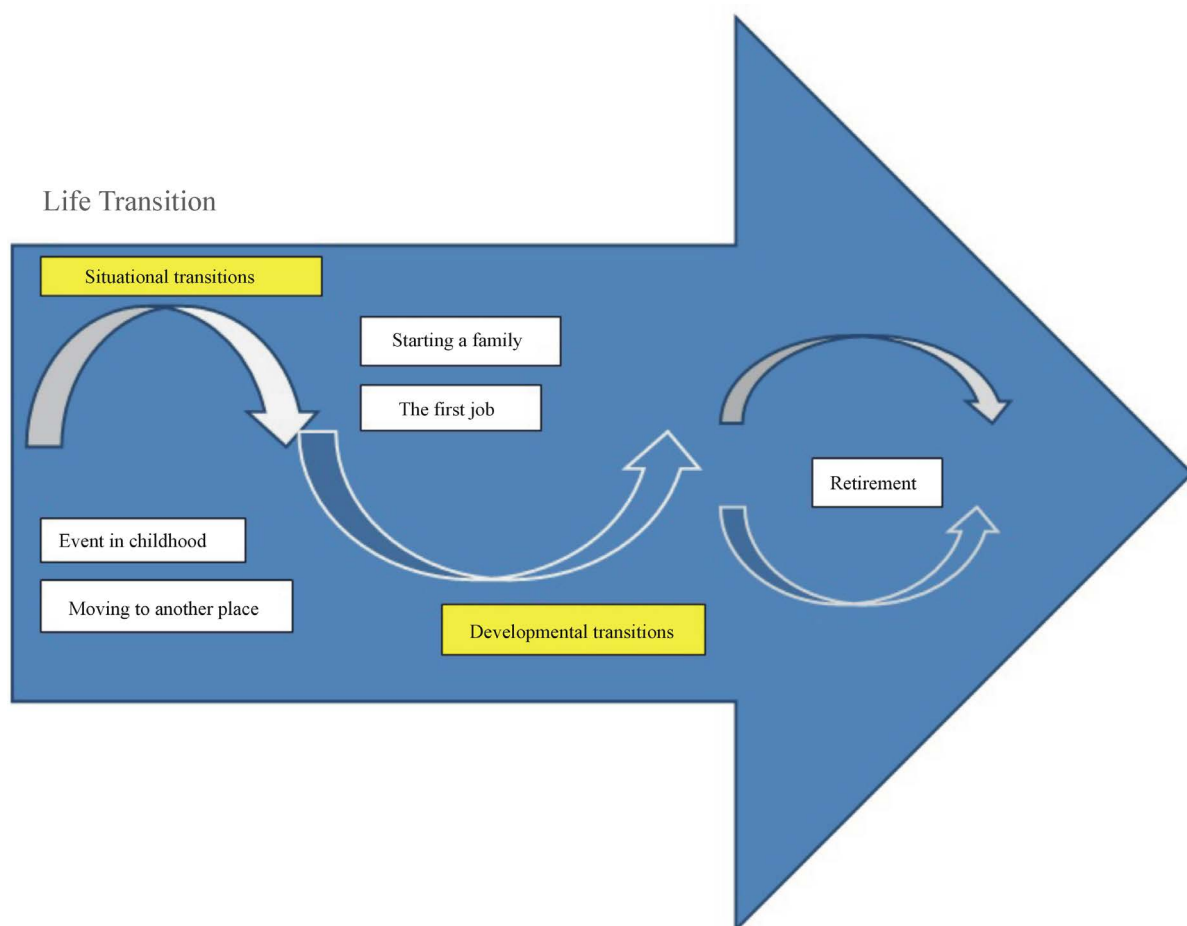 Life Transition
Situational transitions
Starting a family
The first job
Retirement
Event in childhood
Moving to another place
Developmental transitions